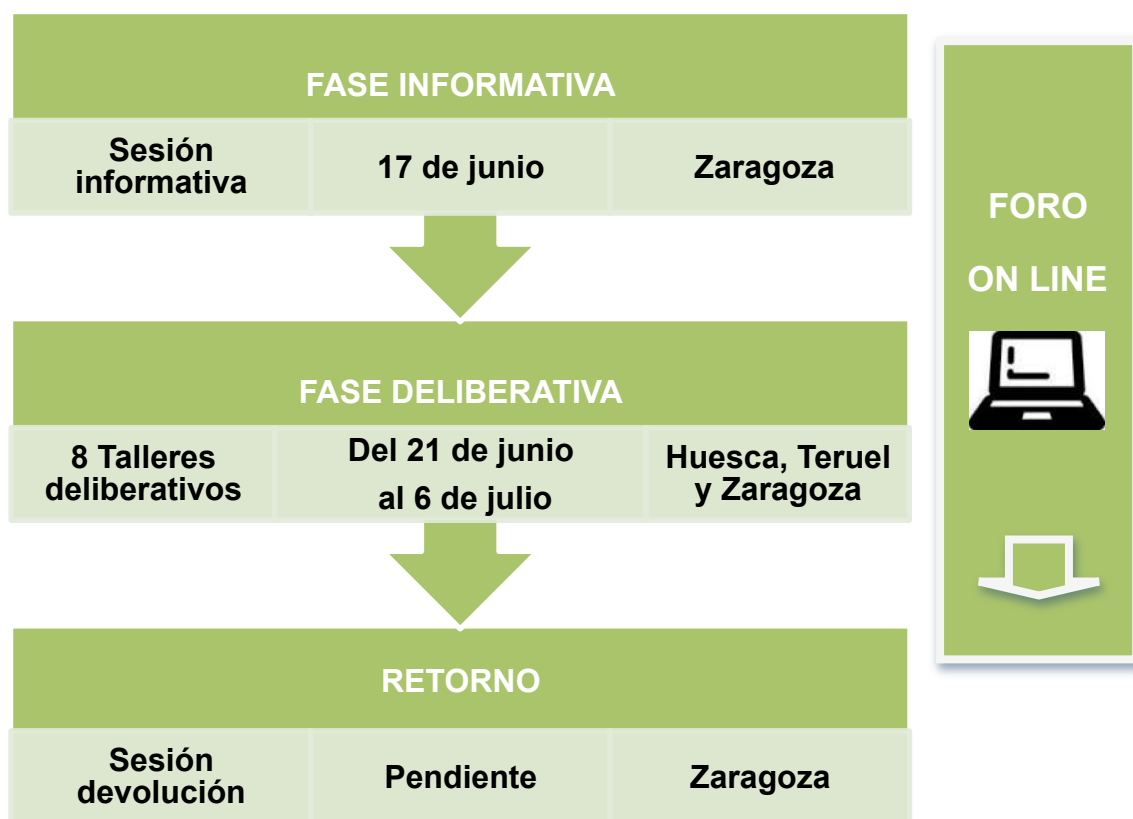 FASE INFORMATIVA
Sesión
informativa
17 de junio
Zaragoza
FASE DELIBERATIVA
8 Talleres
deliberativos
Del 21 de junio
al 6 de julio
Huesca, Teruel
y Zaragoza
RETORNO
Sesión
devolución
Pendiente
Zaragoza
FORO
ON LINE